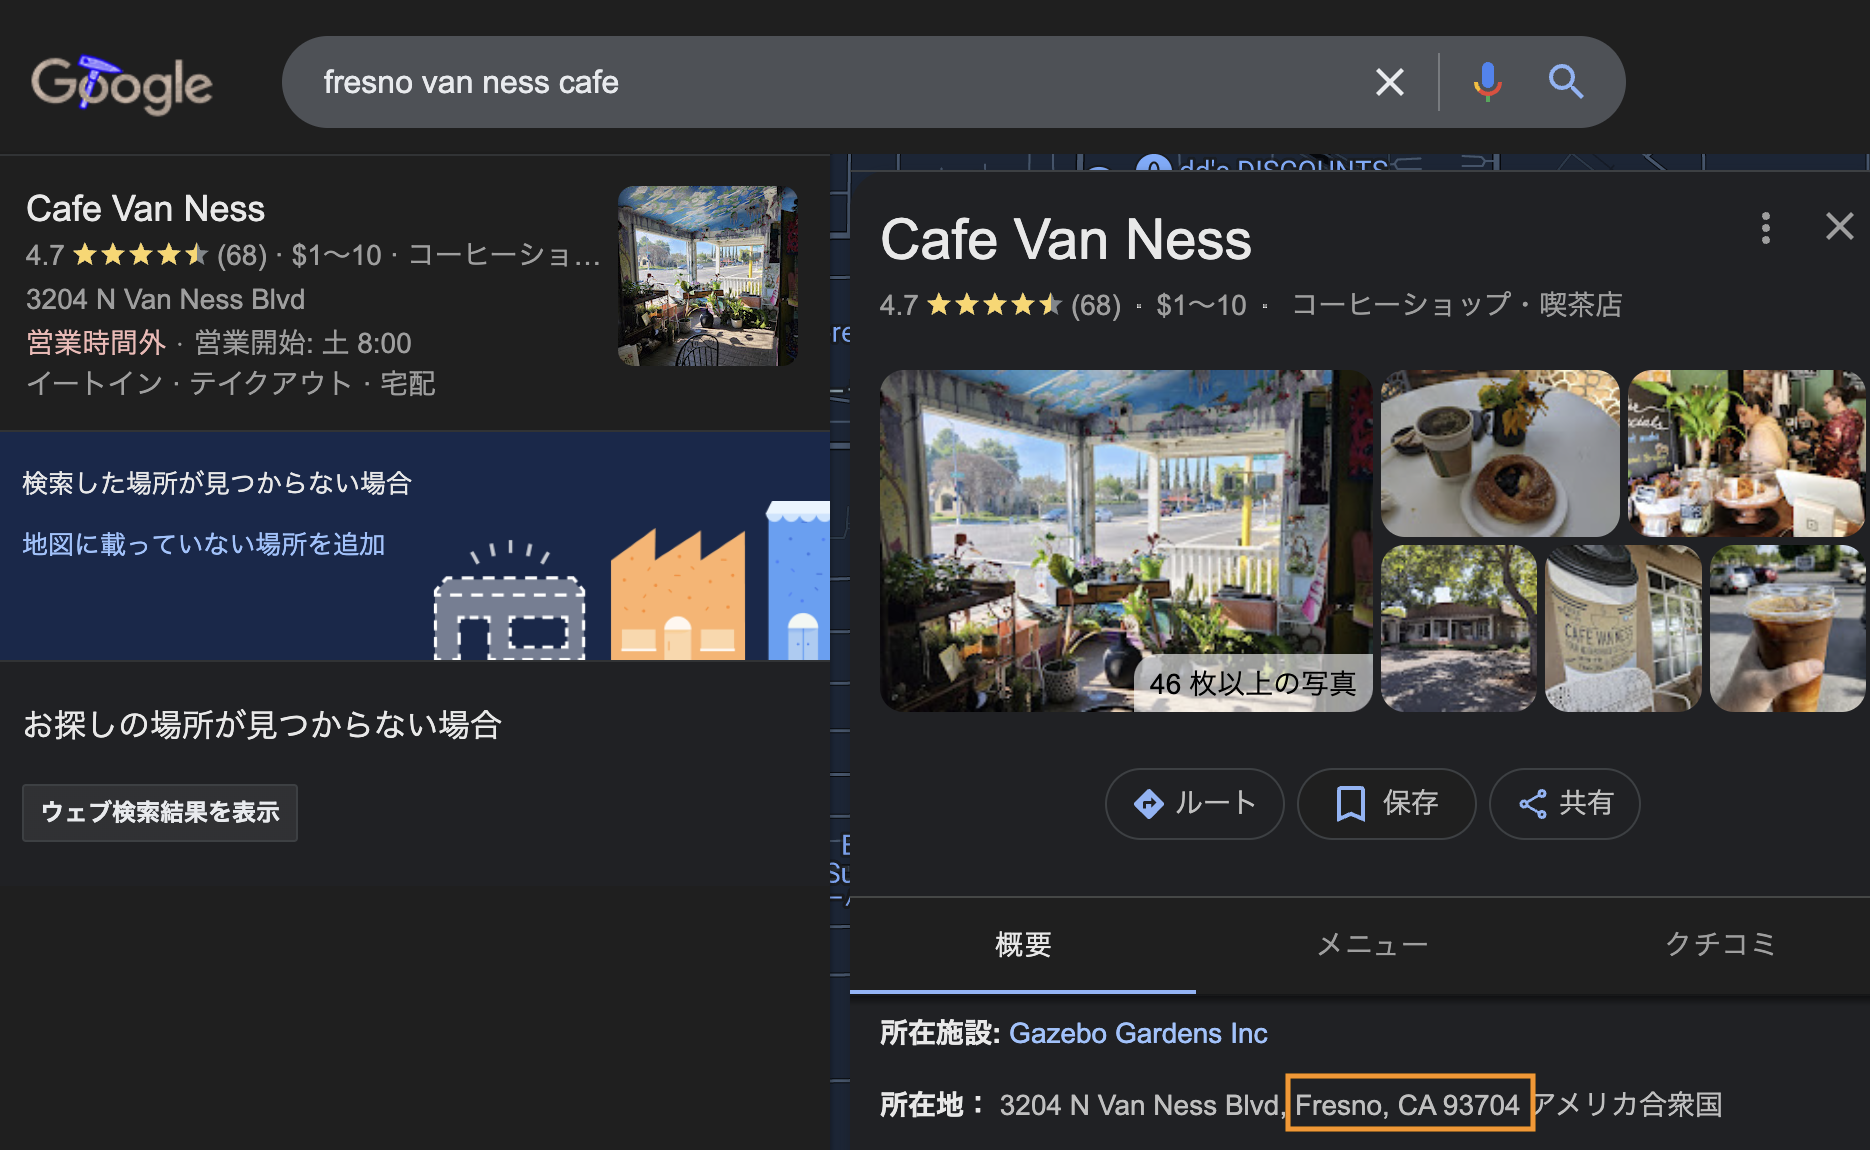 Google
fresno van ness cafe
Cafe Van Ness
4.7 (68) · $1～10 · コーヒーショ…
3204 N Van Ness Blvd
営業時間外 · 営業開始: 土 8:00
イートイン · テイクアウト · 宅配
検索した場所が見つからない場合
地図に載っていない場所を追加
お探しの場所が見つからない場合
ウェブ検索結果を表示
dd's DISCOUNTS
Cafe Van Ness
4.7 (68) · $1～10 · コーヒーショップ・喫茶店
CAFE VAN NESS
46 枚以上の写真
ルート
保存
共有
概要
メニュー
クチコミ
所在施設: Gazebo Gardens Inc
所在地： 3204 N Van Ness Blvd, Fresno, CA 93704 アメリカ合衆国